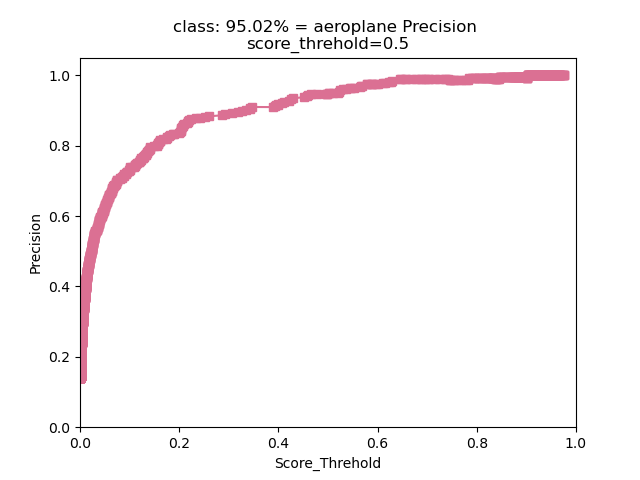 class: 95.02% = aeroplane Precision
score_threhold=0.5
1.0
0.8
0.6
0.4
0.2
0.0
Precision
0.0 0.2 0.4 0.6 0.8 1.0
Score_Threhold